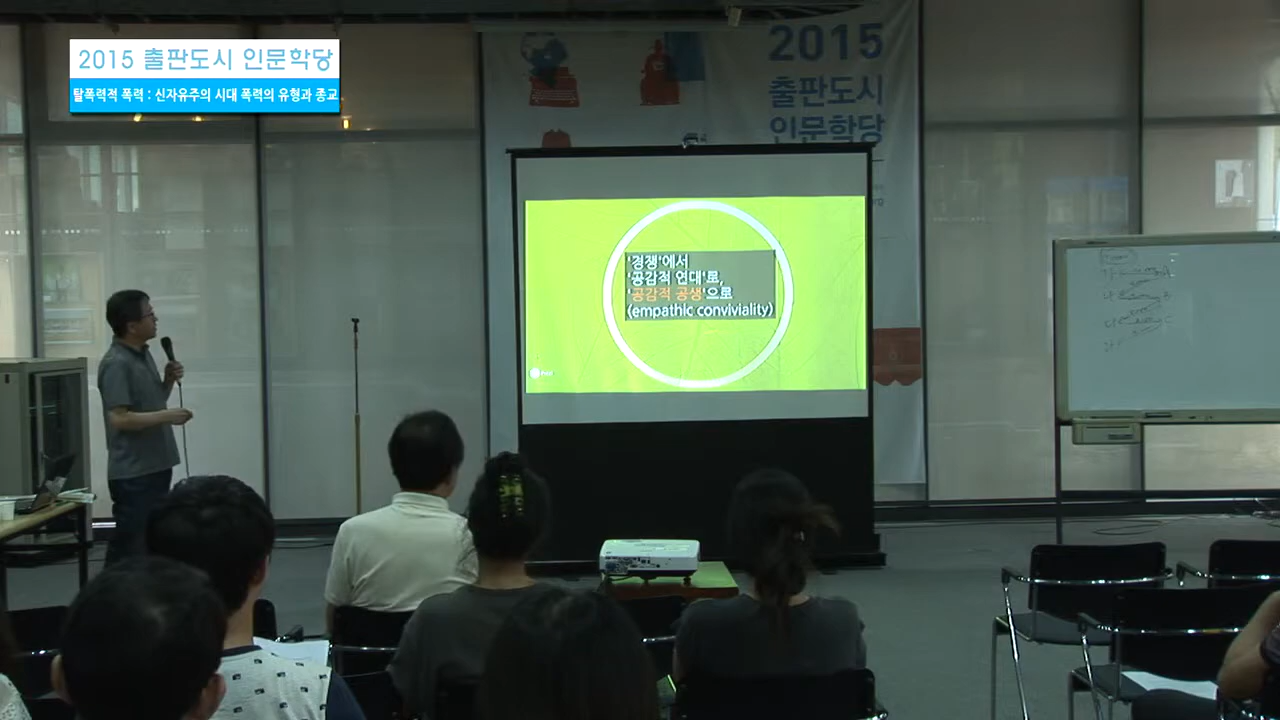 2015 출판도시 인문학당
탈폭력적 폭력 : 신자유주의 시대 폭력의 유형과 종교
2015
출판도시
인문학당
'경쟁'에서
'공감적 연대'로,
'공감적 공생'으로
(empathic conviviality)